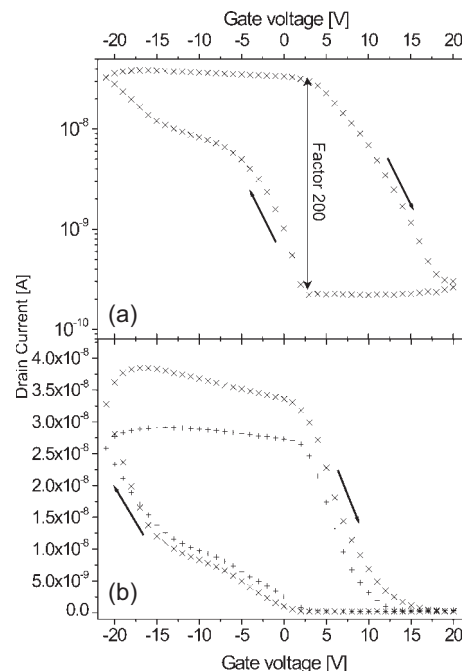 Gate voltage [V]
-20 -15 -10 -5 0 5 10 15 20
10⁻⁸
10⁻⁹
10⁻¹⁰
Factor 200
(a)
Drain Current [A]
4.0x10⁻⁸
3.5x10⁻⁸
3.0x10⁻⁸
2.5x10⁻⁸
2.0x10⁻⁸
1.5x10⁻⁸
1.0x10⁻⁸
5.0x10⁻⁹
0.0
(b)
-20 -15 -10 -5 0 5 10 15 20
Gate voltage [V]